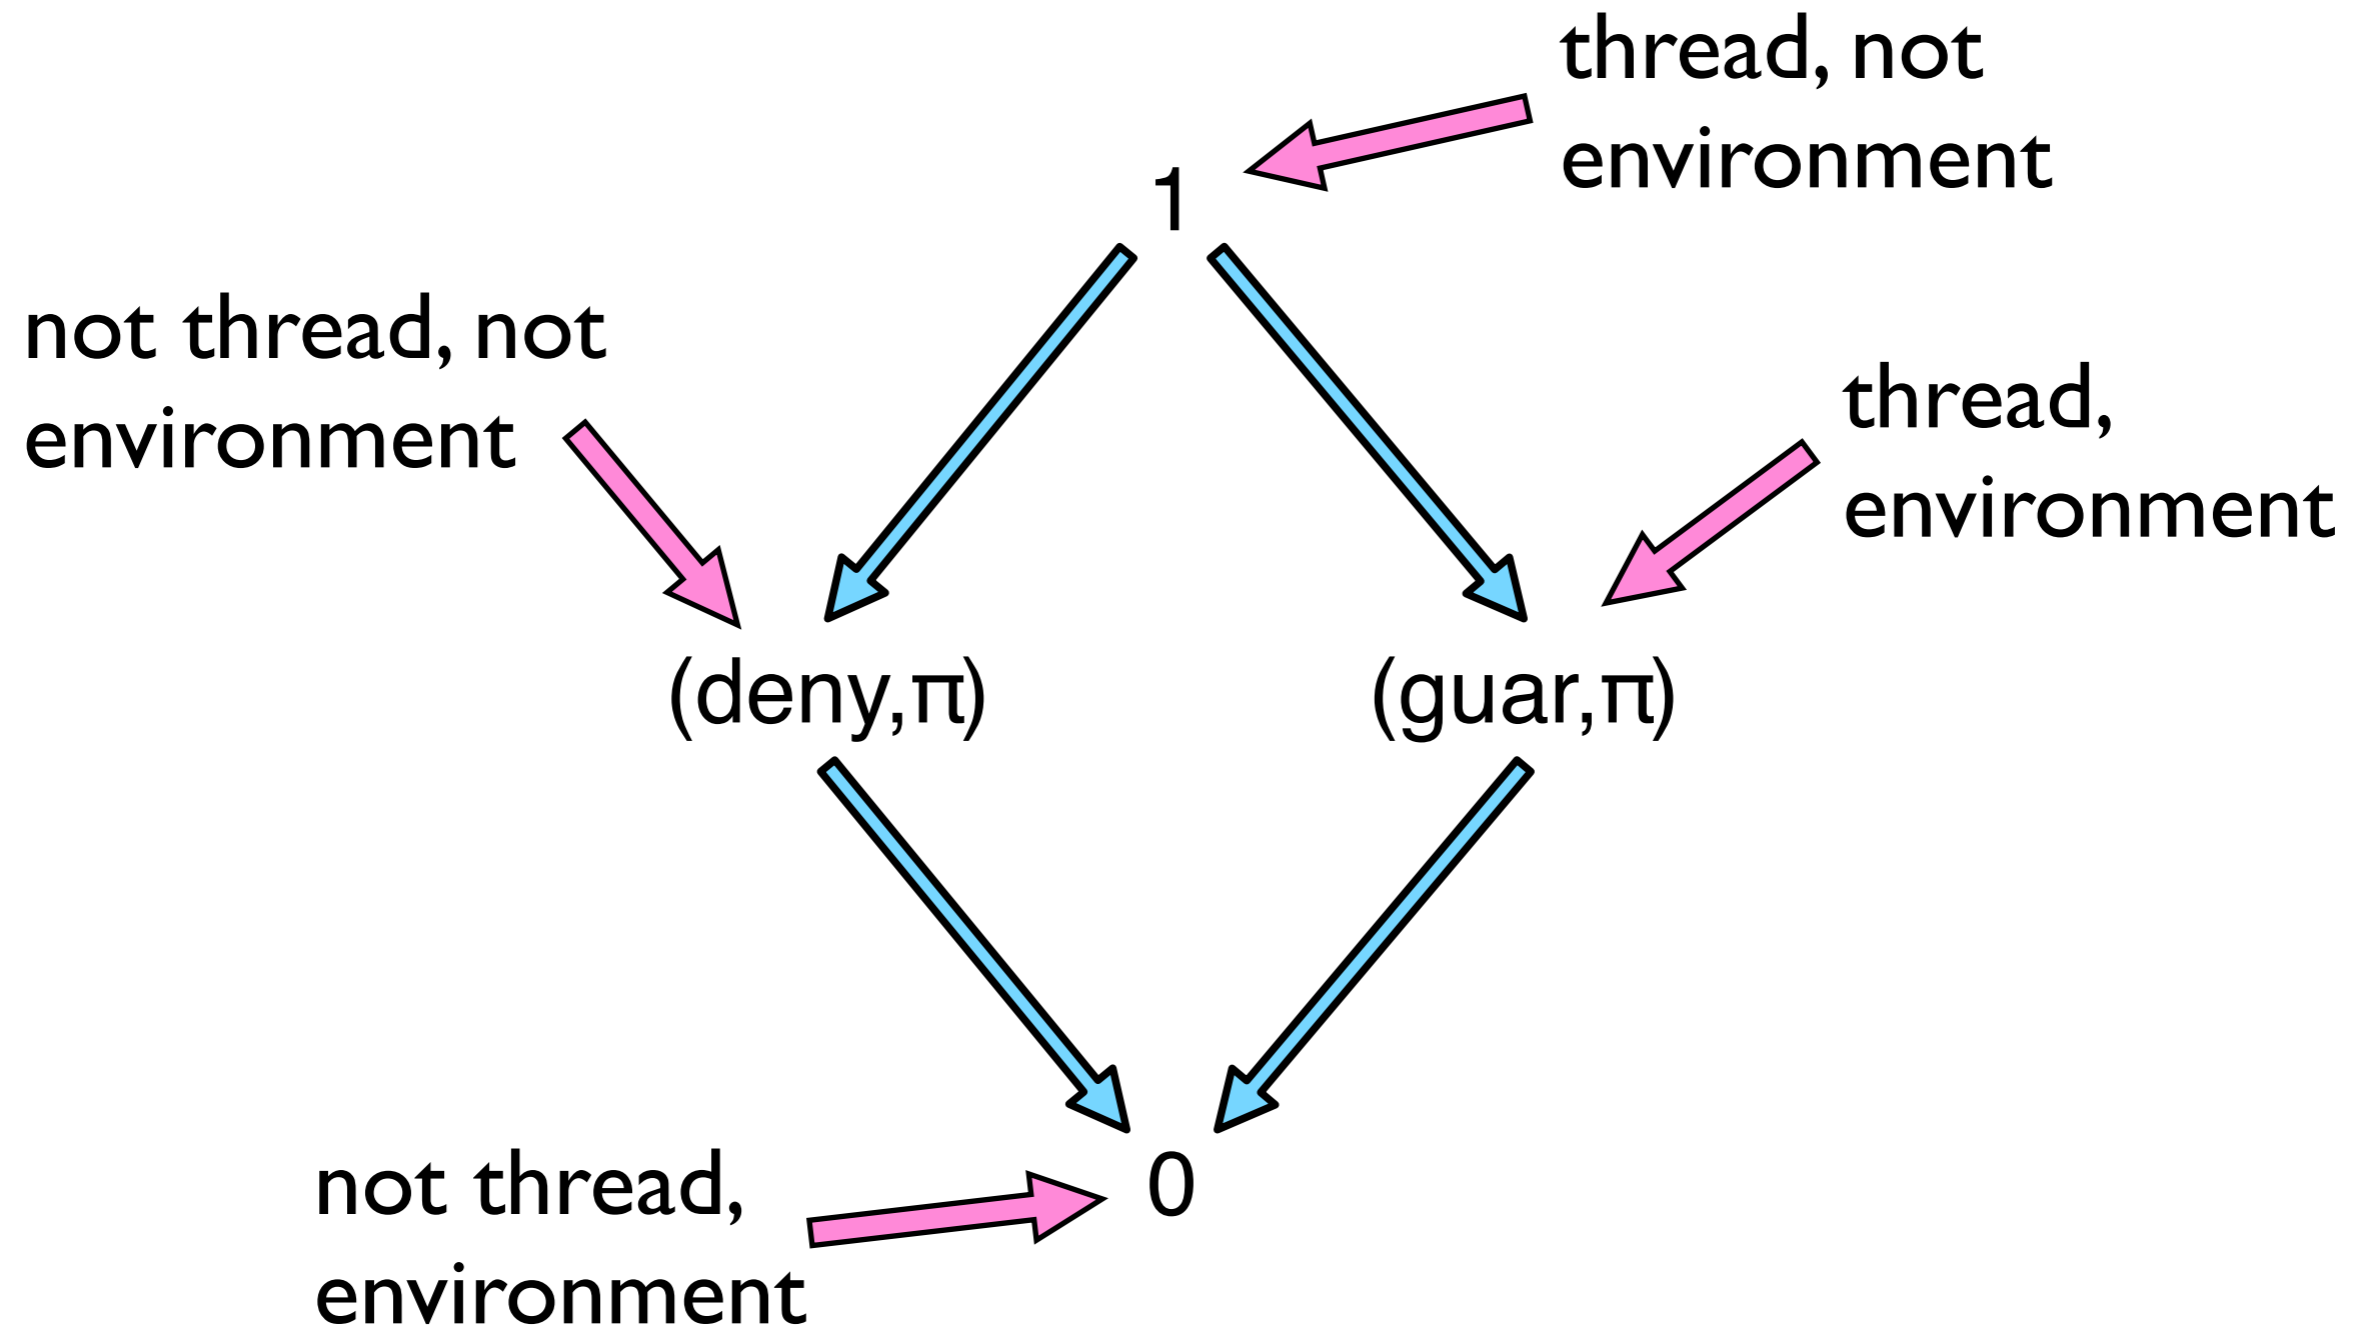 thread, not
environment
1
not thread, not
environment
thread,
environment
(deny,π)
(guar,π)
not thread,
environment
0